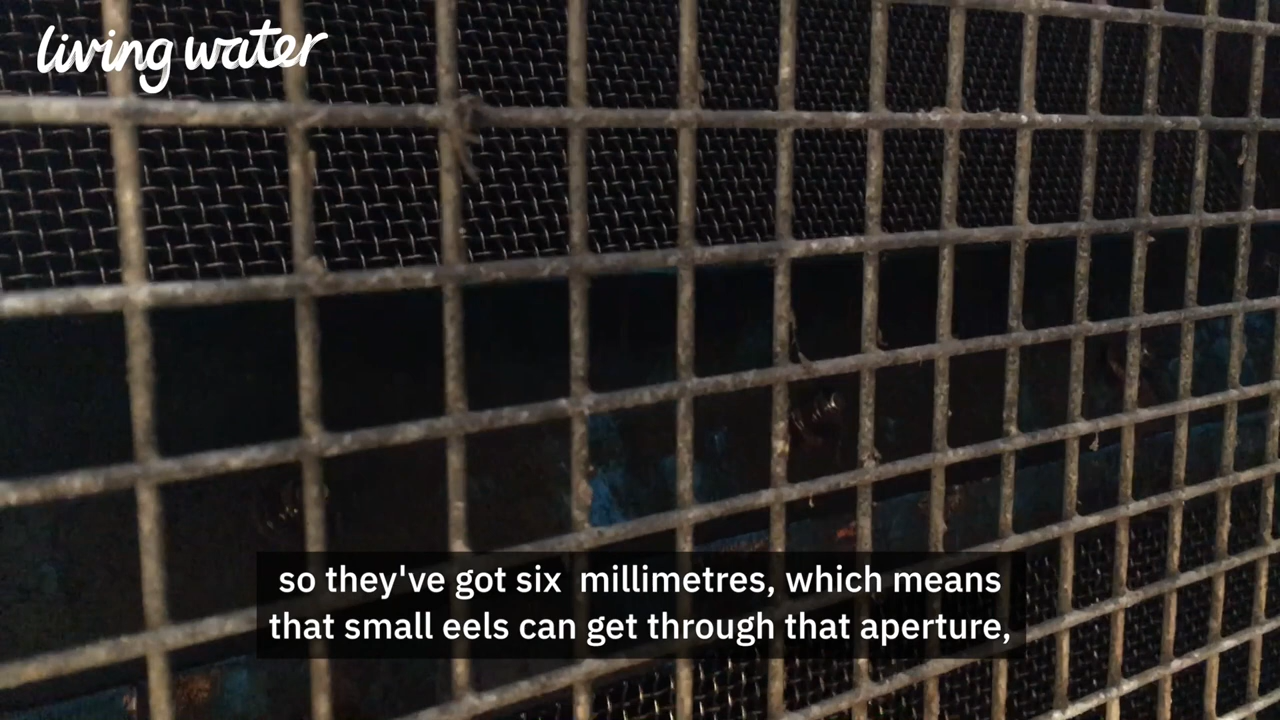 living water
so they've got six  millimetres, which means
that small eels can get through that aperture,